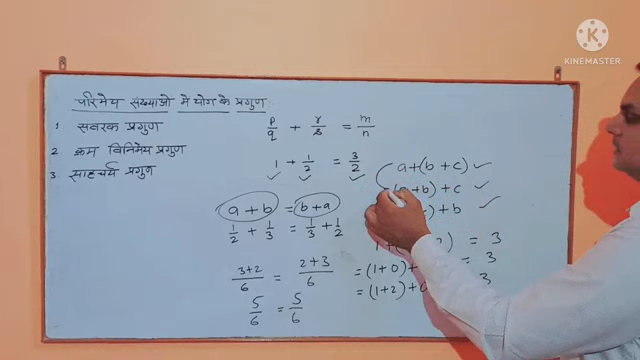 KINEMASTER
परिमेय संख्याओ मे योग के प्रगुण
1 सवरक प्रगुण
2 क्रम विनिमेय प्रगुण
3 साहचर्य प्रगुण
p/q + r/s = m/n
1 + 1/2 = 3/2
a + b = b + a
1/2 + 1/3 = 1/3 + 1/2
3+2/6 = 2+3/6
5/6 = 5/6
a + (b + c)
+ b) + c
) + b
= 3
= (1+0) + = 3
= (1+2) + 3